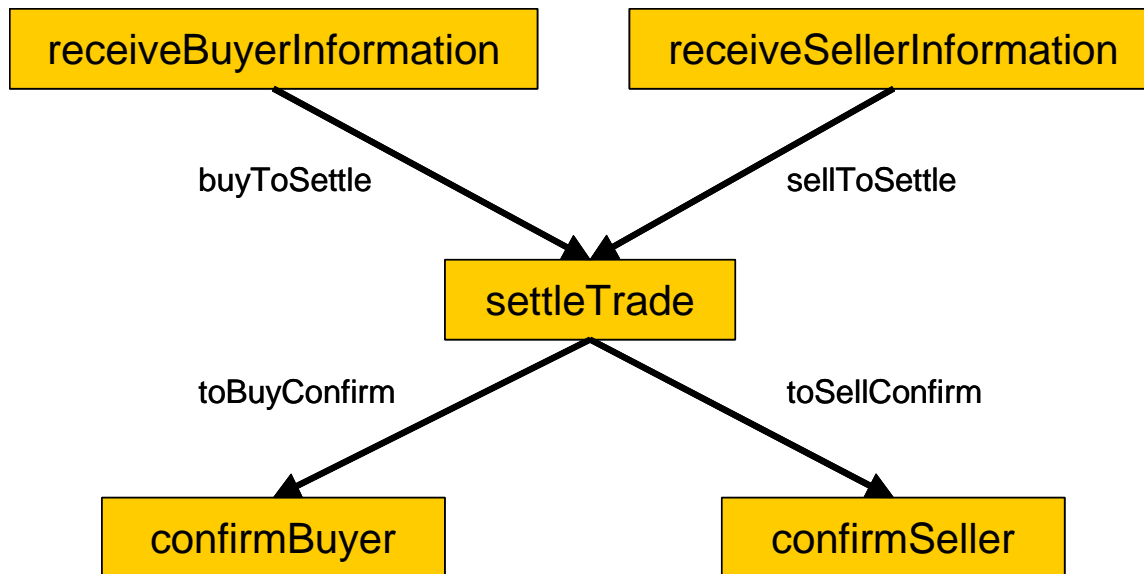 receiveBuyerInformation
receiveSellerInformation
buyToSettle
sellToSettle
settleTrade
toBuyConfirm
toSellConfirm
confirmBuyer
confirmSeller